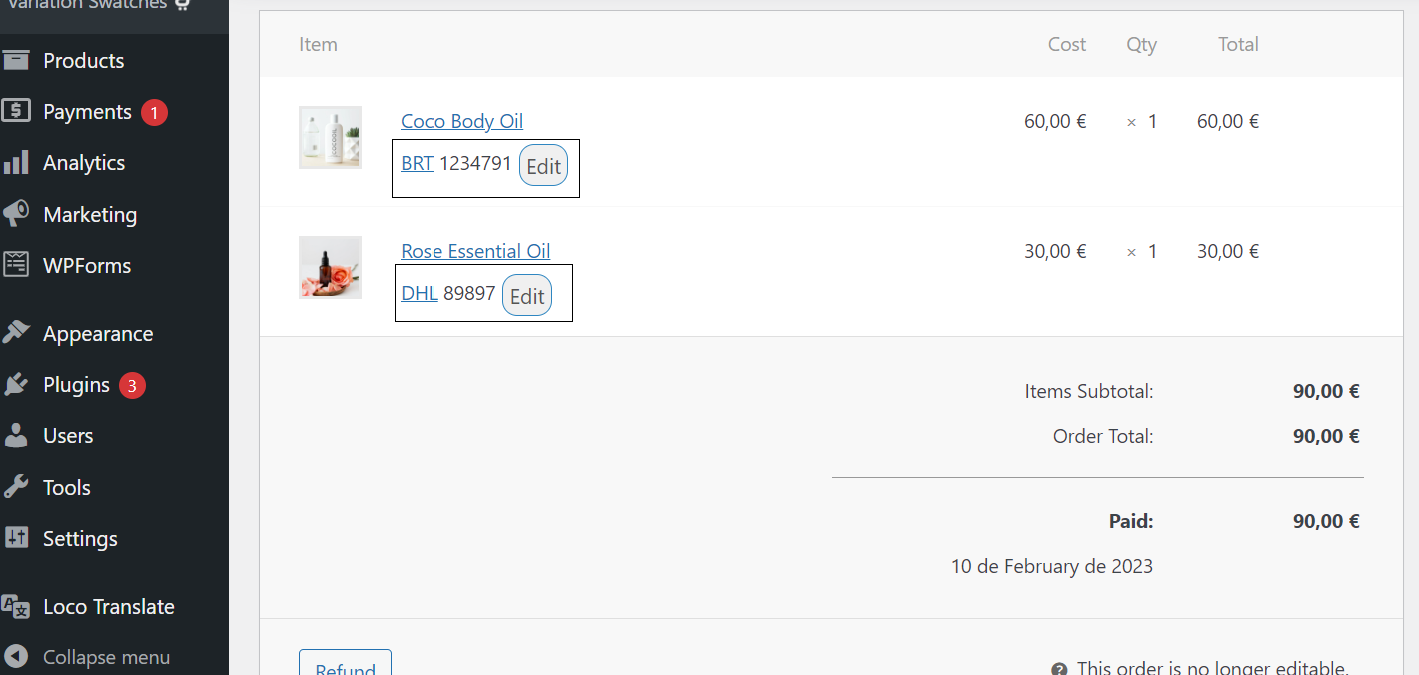 Variation Swatches
Products
Payments 1
Analytics
Marketing
WPForms
Appearance
Plugins 3
Users
Tools
Settings
Loco Translate
Collapse menu
Item Cost Qty Total
Coco Body Oil 60,00 € × 1 60,00 €
BRT 1234791 Edit
Rose Essential Oil 30,00 € × 1 30,00 €
DHL 89897 Edit
Items Subtotal: 90,00 €
Order Total: 90,00 €
Paid: 90,00 €
10 de February de 2023
Refund ? This order is no longer editable.